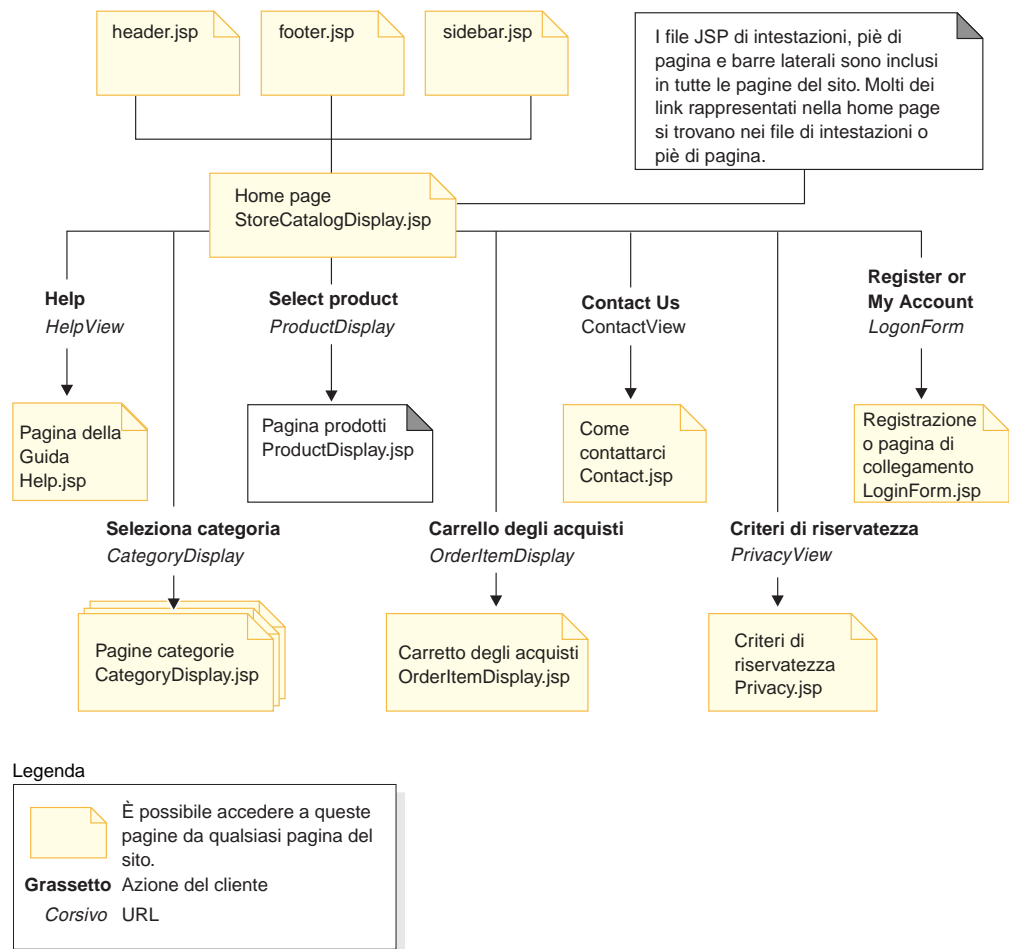 header.jsp
footer.jsp
sidebar.jsp
I file JSP di intestazioni, piè di
pagina e barre laterali sono inclusi
in tutte le pagine del sito. Molti dei
link rappresentati nella home page
si trovano nei file di intestazioni o
piè di pagina.
Home page
StoreCatalogDisplay.jsp
Help
HelpView
Select product
ProductDisplay
Contact Us
ContactView
Register or
My Account
LogonForm
Pagina della
Guida
Help.jsp
Pagina prodotti
ProductDisplay.jsp
Come
contattarci
Contact.jsp
Registrazione
o pagina di
collegamento
LoginForm.jsp
Seleziona categoria
CategoryDisplay
Carrello degli acquisti
OrderItemDisplay
Criteri di riservatezza
PrivacyView
Pagine categorie
CategoryDisplay.jsp
Carretto degli acquisti
OrderItemDisplay.jsp
Criteri di
riservatezza
Privacy.jsp
Legenda
È possibile accedere a queste
pagine da qualsiasi pagina del
sito.
Grassetto Azione del cliente
Corsivo URL